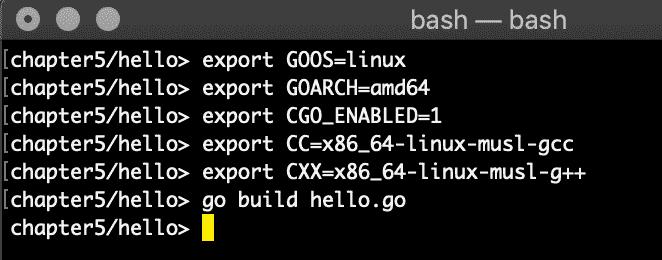 bash — bash
[chapter5/hello> export GOOS=linux
[chapter5/hello> export GOARCH=amd64
[chapter5/hello> export CGO_ENABLED=1
[chapter5/hello> export CC=x86_64-linux-musl-gcc
[chapter5/hello> export CXX=x86_64-linux-musl-g++
[chapter5/hello> go build hello.go
chapter5/hello>